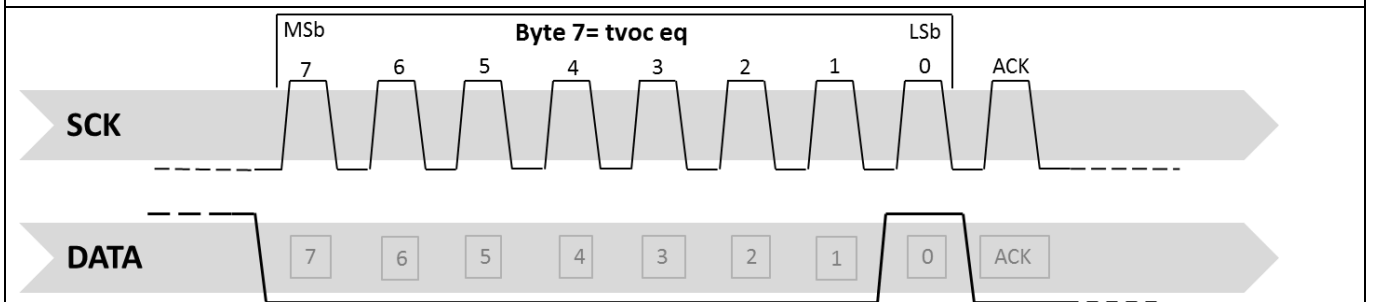 MSb Byte 7= tvoc eq LSb
7 6 5 4 3 2 1 0 ACK
SCK
DATA 7 6 5 4 3 2 1 0 ACK